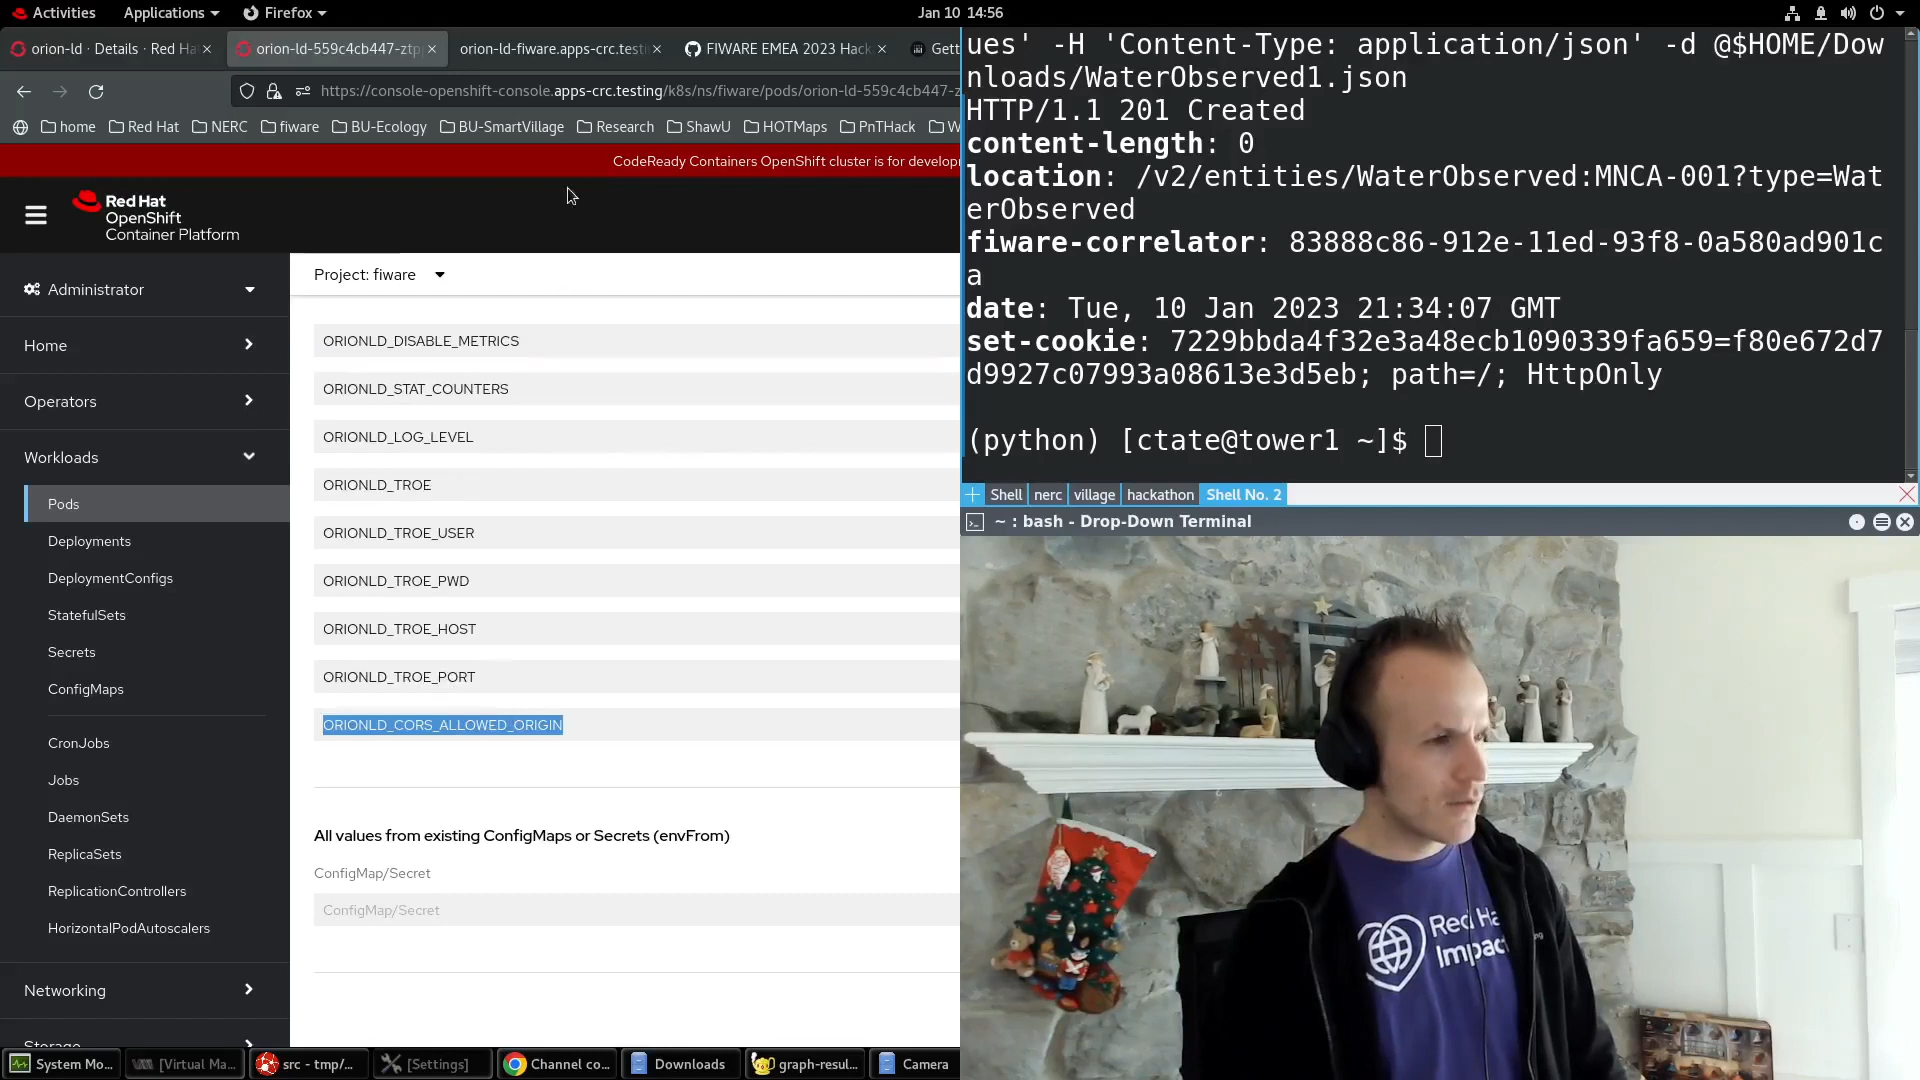 Activities Applications Firefox Jan 10 14:56
orion-ld · Details · Red Ha
orion-ld-559c4cb447-ztp
orion-ld-fiware.apps-crc.testi
FIWARE EMEA 2023 Hack
Gett
https://console-openshift-console.apps-crc.testing/k8s/ns/fiware/pods/orion-ld-559c4cb447-z
home Red Hat NERC fiware BU-Ecology BU-SmartVillage Research ShawU HOTMaps PnTHack W
CodeReady Containers OpenShift cluster is for developm
Red Hat
OpenShift
Container Platform
Administrator
Home
Operators
Workloads
Pods
Deployments
DeploymentConfigs
StatefulSets
Secrets
ConfigMaps
CronJobs
Jobs
DaemonSets
ReplicaSets
ReplicationControllers
HorizontalPodAutoscalers
Networking
Storage
Project: fiware
ORIONLD_DISABLE_METRICS
ORIONLD_STAT_COUNTERS
ORIONLD_LOG_LEVEL
ORIONLD_TROE
ORIONLD_TROE_USER
ORIONLD_TROE_PWD
ORIONLD_TROE_HOST
ORIONLD_TROE_PORT
ORIONLD_CORS_ALLOWED_ORIGIN
All values from existing ConfigMaps or Secrets (envFrom)
ConfigMap/Secret
ConfigMap/Secret
ues' -H 'Content-Type: application/json' -d @$HOME/Dow
nloads/WaterObserved1.json
HTTP/1.1 201 Created
content-length: 0
location: /v2/entities/WaterObserved:MNCA-001?type=Wat
erObserved
fiware-correlator: 83888c86-912e-11ed-93f8-0a580ad901c
a
date: Tue, 10 Jan 2023 21:34:07 GMT
set-cookie: 7229bbda4f32e3a48ecb1090339fa659=f80e672d7
d9927c07993a08613e3d5eb; path=/; HttpOnly
(python) [ctate@tower1 ~]$
Shell nerc village hackathon Shell No. 2
~ : bash - Drop-Down Terminal
Red Ha
Impac
System Mo... [Virtual Ma... src - tmp/... [Settings] Channel co... Downloads graph-resul... Camera